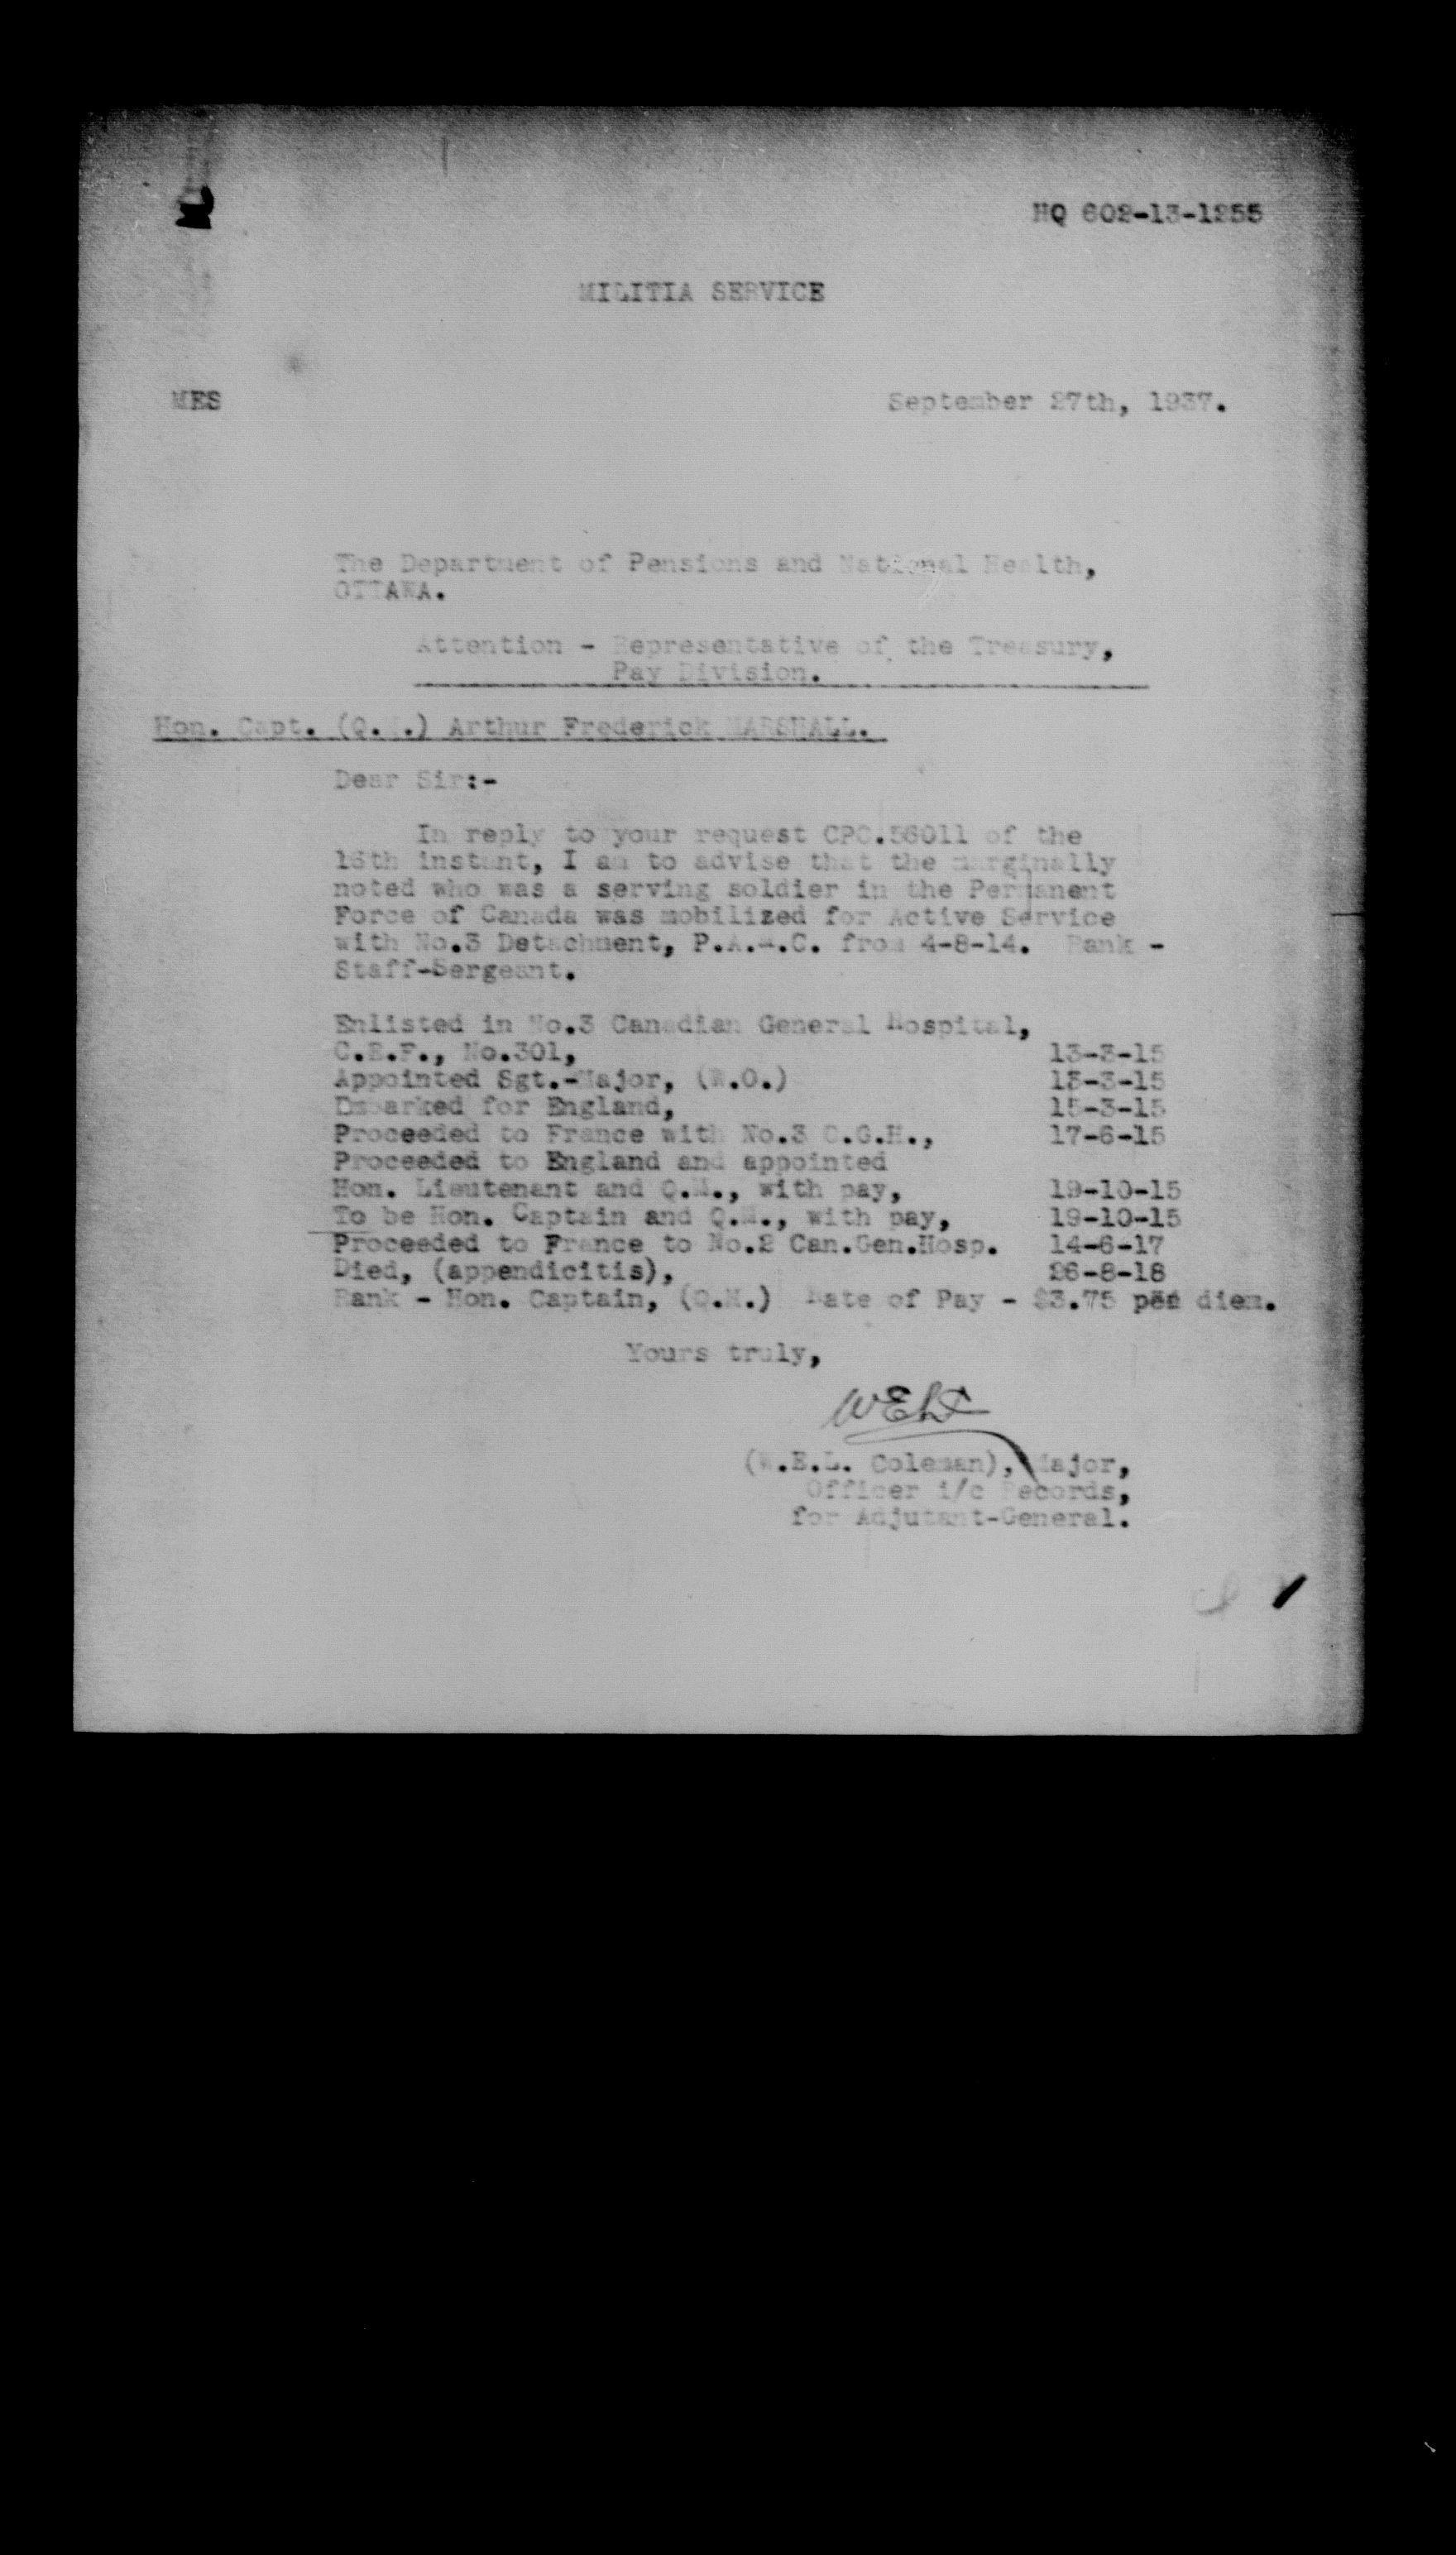 HQ 602-13-1255
MILITIA SERVICE
MES
September 27th, 1937.
The Department of Pensions and National Health,
OTTAWA.
Attention - Representative of the Treasury,
Pay Division.
Hon. Capt. (Q.M.) Arthur Frederick MARSHALL.
Dear Sir:-
In reply to your request CPC.56011 of the
16th instant, I am to advise that the marginally
noted who was a serving soldier in the Permanent
Force of Canada was mobilized for Active Service
with No.3 Detachment, P.A.M.C. from 4-8-14. Rank -
Staff-Sergeant.
Enlisted in No.3 Canadian General Hospital,
C.E.F., No.301, 13-3-15
Appointed Sgt.-Major, (W.O.) 13-3-15
Embarked for England, 15-3-15
Proceeded to France with No.3 C.G.H., 17-6-15
Proceeded to England and appointed
Hon. Lieutenant and Q.M., with pay, 19-10-15
To be Hon. Captain and Q.M., with pay, 19-10-15
Proceeded to France to No.2 Can.Gen.Hosp. 14-6-17
Died, (appendicitis), 26-8-18
Rank - Hon. Captain, (Q.M.) Rate of Pay - $3.75 per diem.
Yours truly,
(W.E.L. Coleman), Major,
Officer i/c Records,
for Adjutant-General.